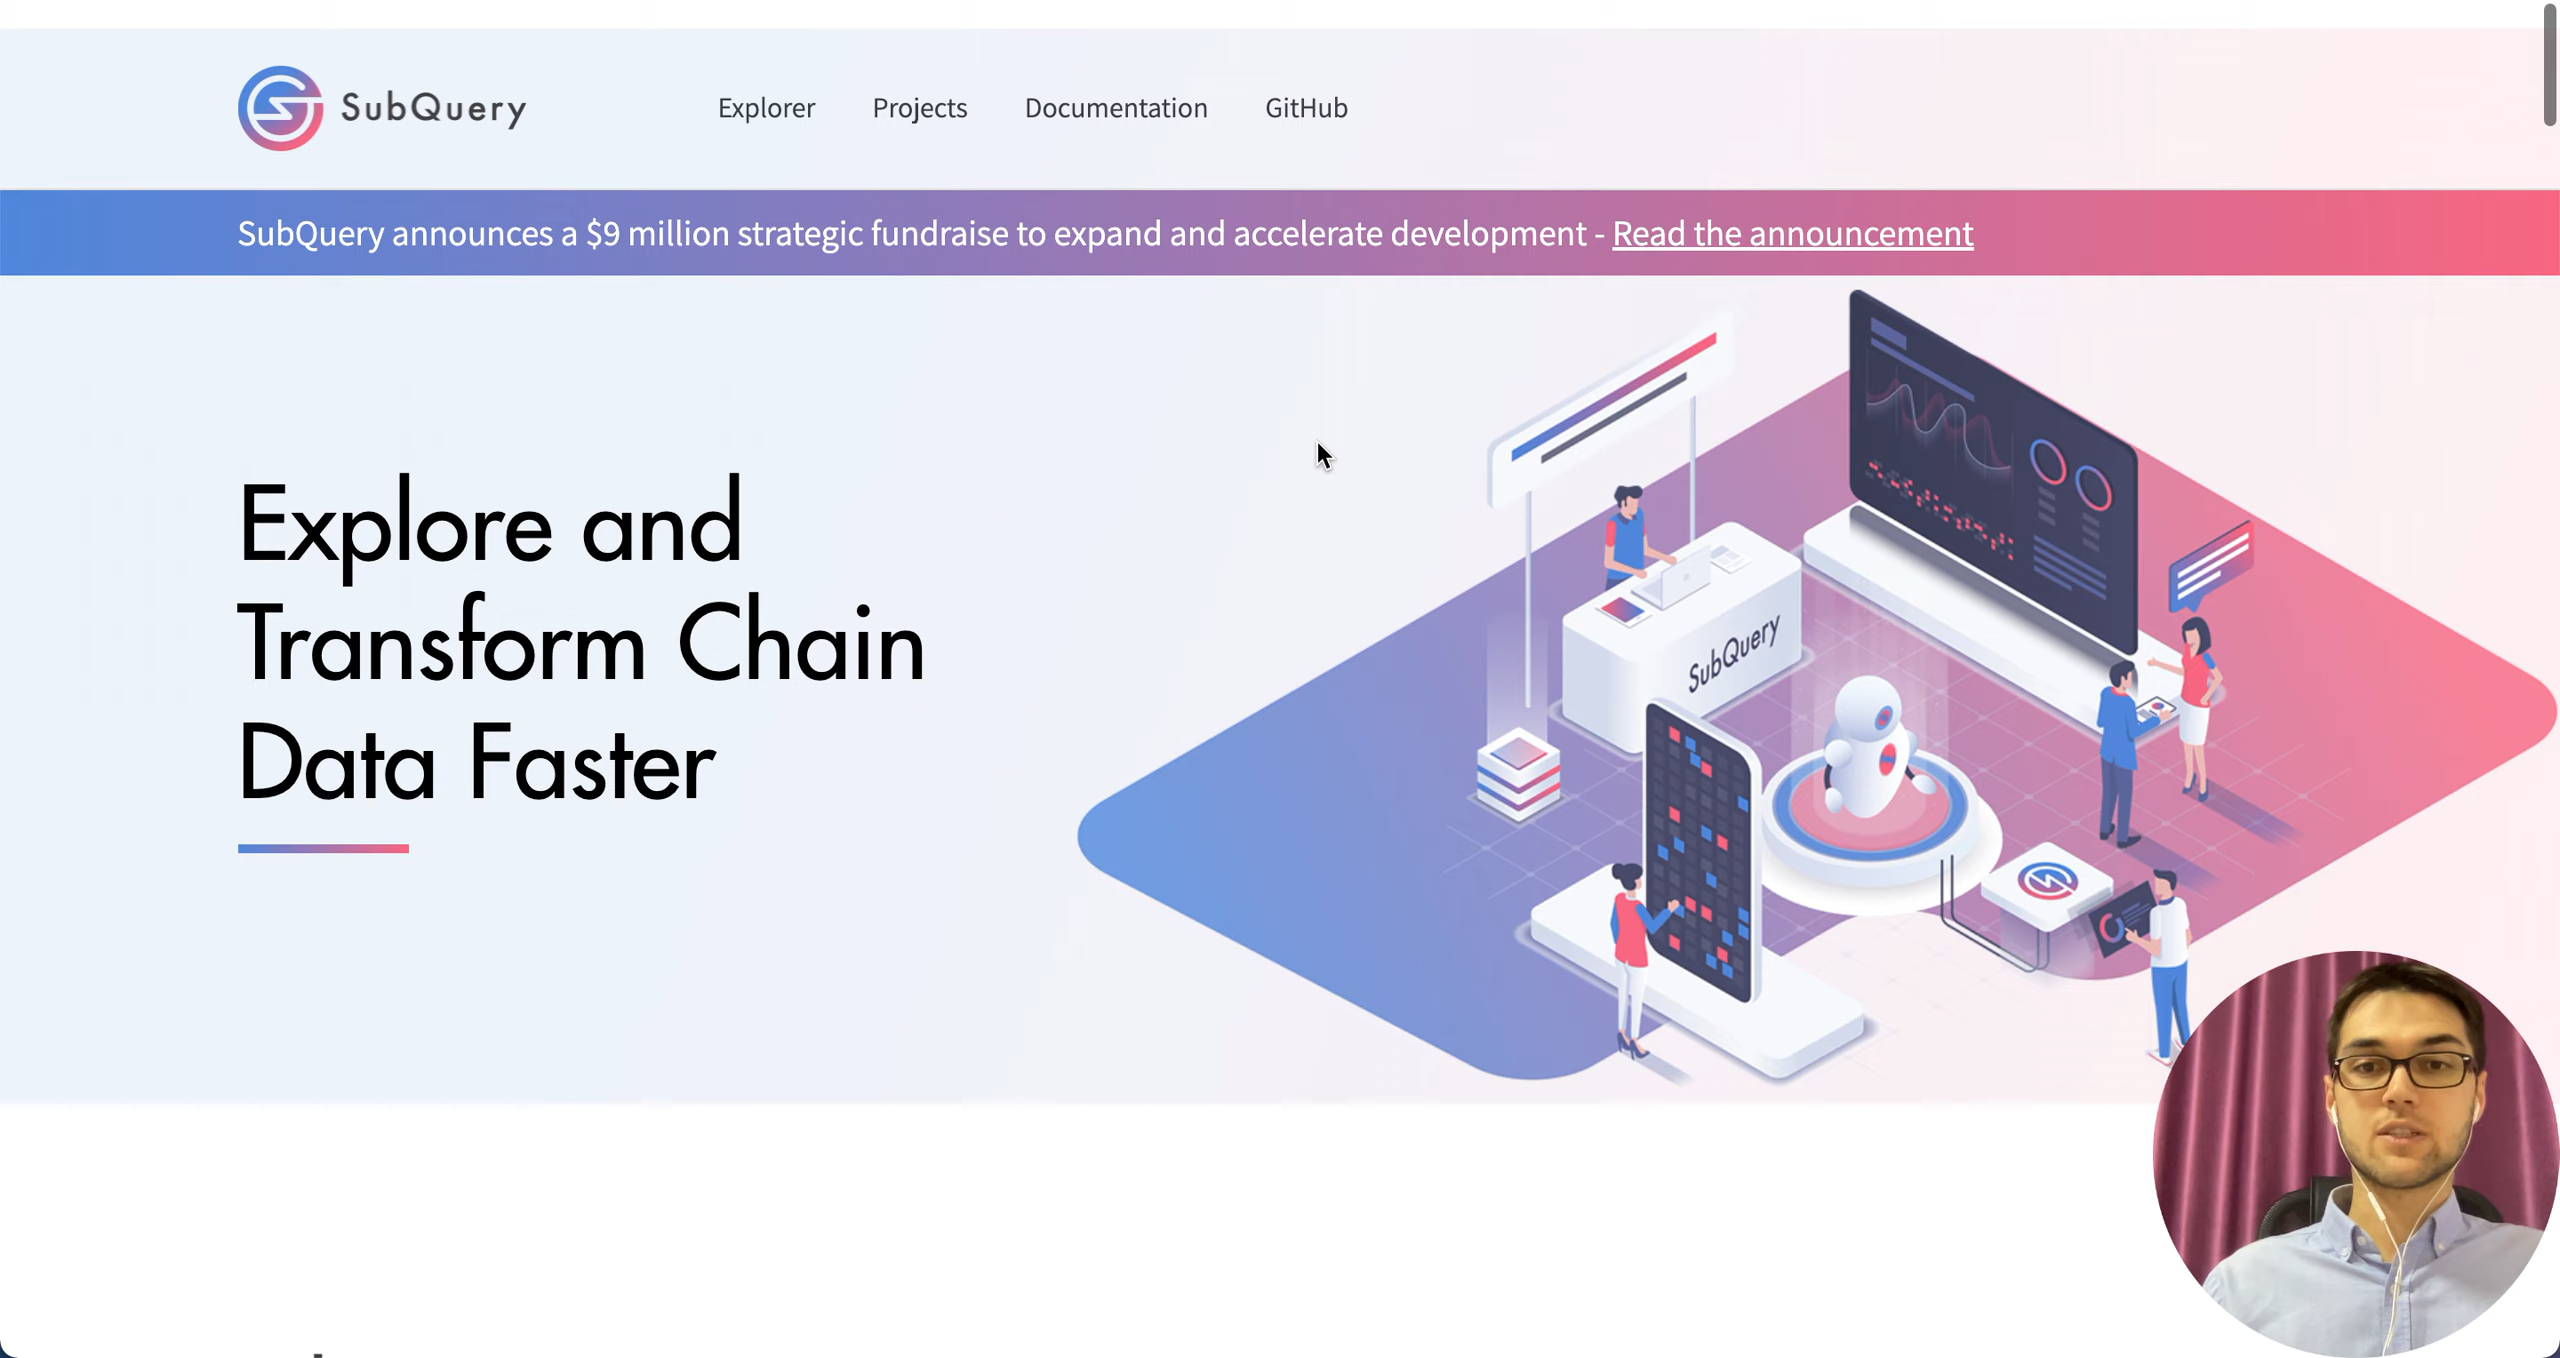 SubQuery
Explorer Projects Documentation GitHub
SubQuery announces a $9 million strategic fundraise to expand and accelerate development - Read the announcement
Explore and
Transform Chain
Data Faster
SubQuery